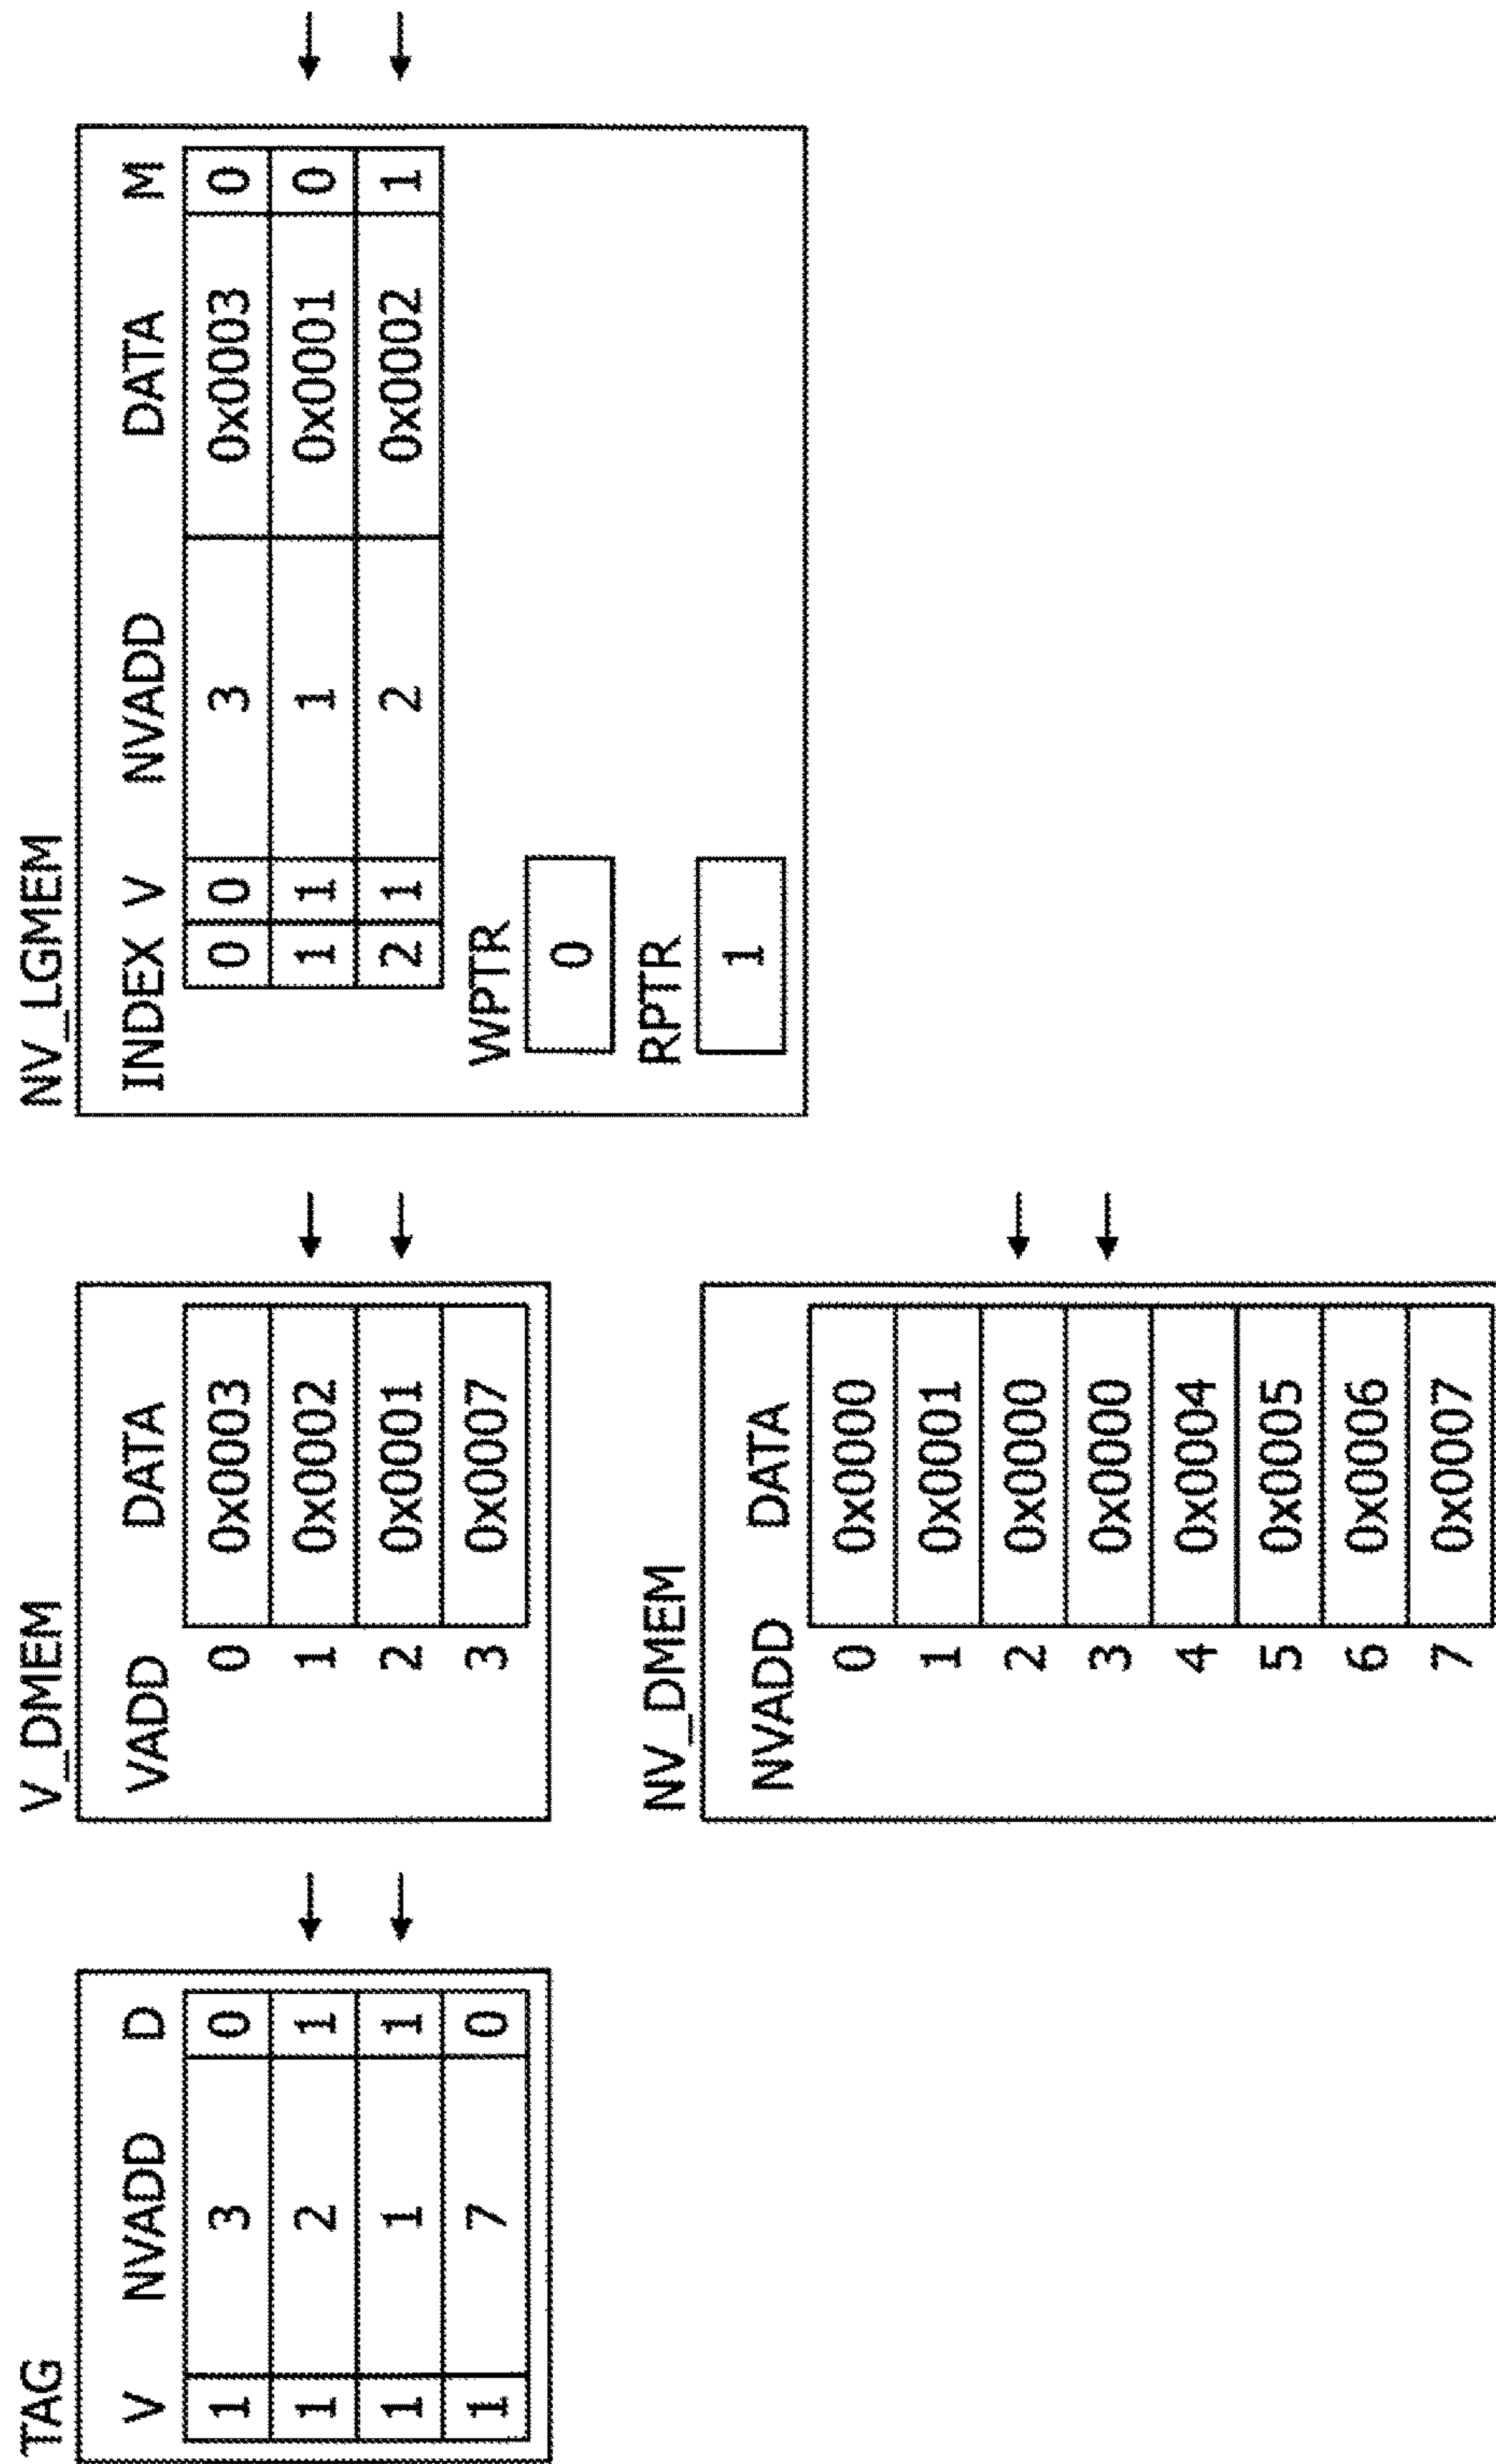 TAG
V NVADD D
1 3 0
1 2 1
1 1 1
1 7 0
V_DMEM
VADD DATA
0 0x0003
1 0x0002
2 0x0001
3 0x0007
NV_DMEM
NVADD DATA
0 0x0000
1 0x0001
2 0x0000
3 0x0000
4 0x0004
5 0x0005
6 0x0006
7 0x0007
NV_LGMEM
INDEX V NVADD DATA M
0 0 3 0x0003 0
1 1 1 0x0001 0
2 1 2 0x0002 1
WPTR
0
RPTR
1